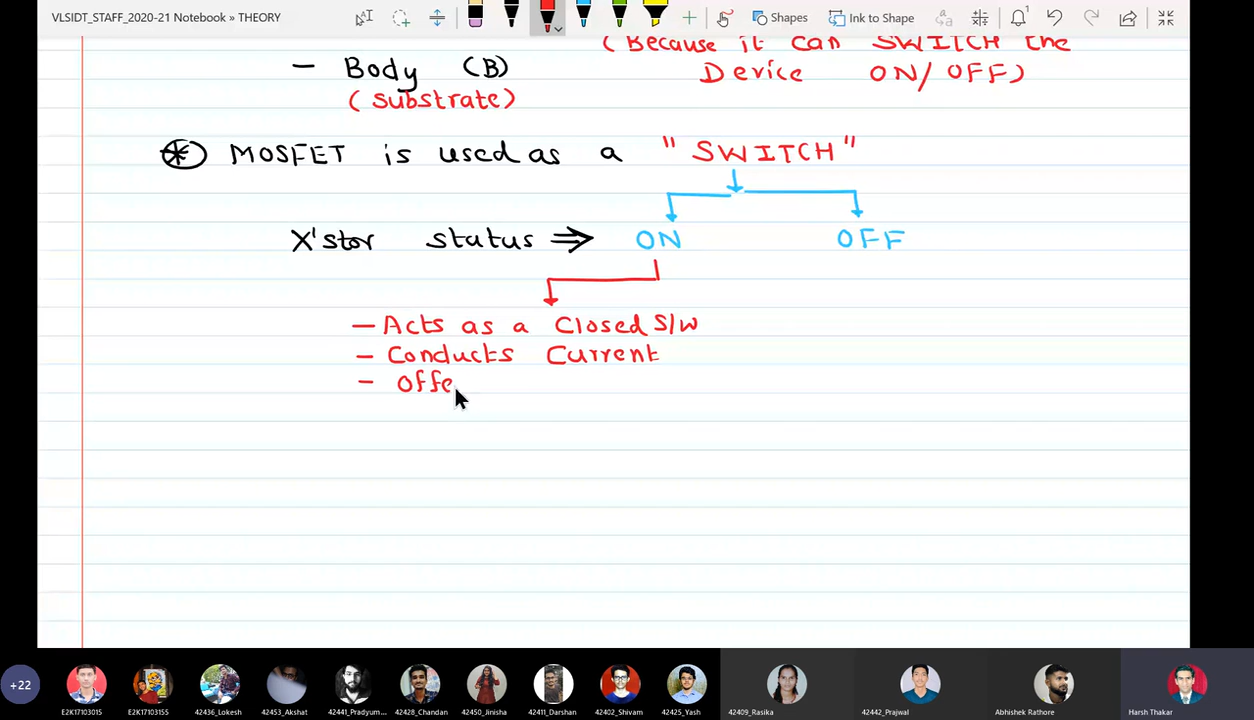 VLSIDT_STAFF_2020-21 Notebook » THEORY
Shapes
Ink to Shape
(Because it can SWITCH the
- Body (B)
Device ON/OFF)
(Substrate)
* MOSFET is used as a "SWITCH"
X'stor status ⇒ ON OFF
- Acts as a Closed S/W
- Conducts Current
- Offe
+22
E2K17103015
E2K17103155
42436_Lokesh
42453_Akshat
42441_Pradyum...
42428_Chandan
42450_Jinisha
42411_Darshan
42402_Shivam
42425_Yash
42409_Rasika
42442_Prajwal
Abhishek Rathore
Harsh Thakar